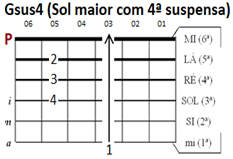 Gsus4 (Sol maior com 4ª suspensa)
06 05 04 03 02 01
P MI (6ª)
2 LÁ (5ª)
3 RÉ (4ª)
i 4 SOL (3ª)
m SI (2ª)
a 1 mi (1ª)